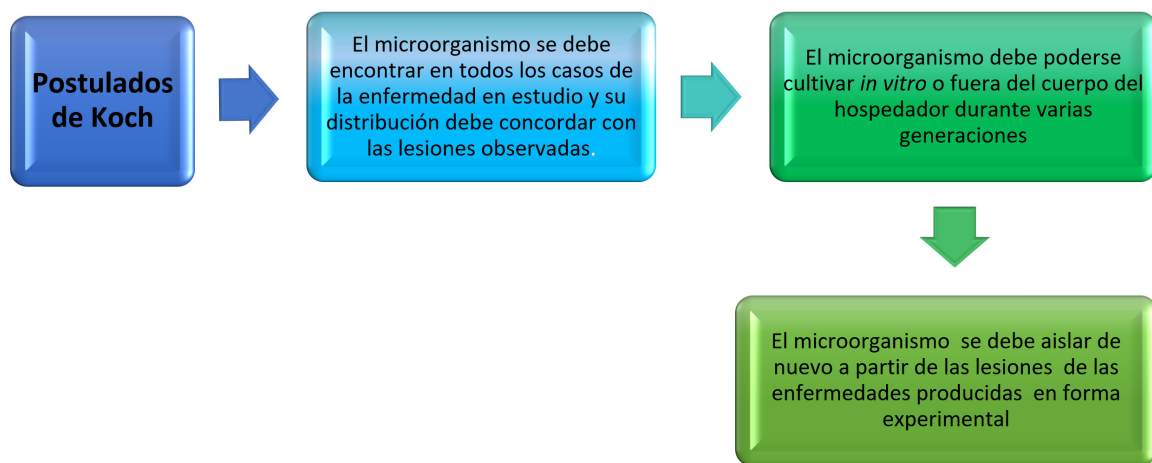 Postulados
de Koch
El microorganismo se debe
encontrar en todos los casos de
la enfermedad en estudio y su
distribución debe concordar con
las lesiones observadas.
El microorganismo debe poderse
cultivar in vitro o fuera del cuerpo del
hospedador durante varias
generaciones
El microorganismo se debe aislar de
nuevo a partir de las lesiones de las
enfermedades producidas en forma
experimental